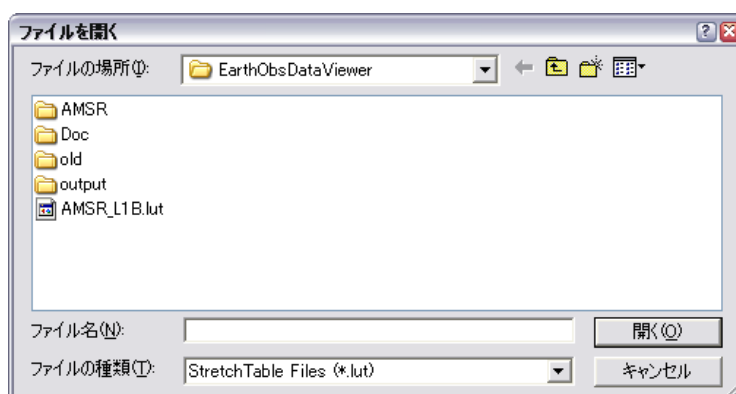 ファイルを開く
ファイルの場所(I):
EarthObsDataViewer
AMSR
Doc
old
output
AMSR_L1B.lut
ファイル名(N):
開く(O)
ファイルの種類(T):
StretchTable Files (*.lut)
キャンセル